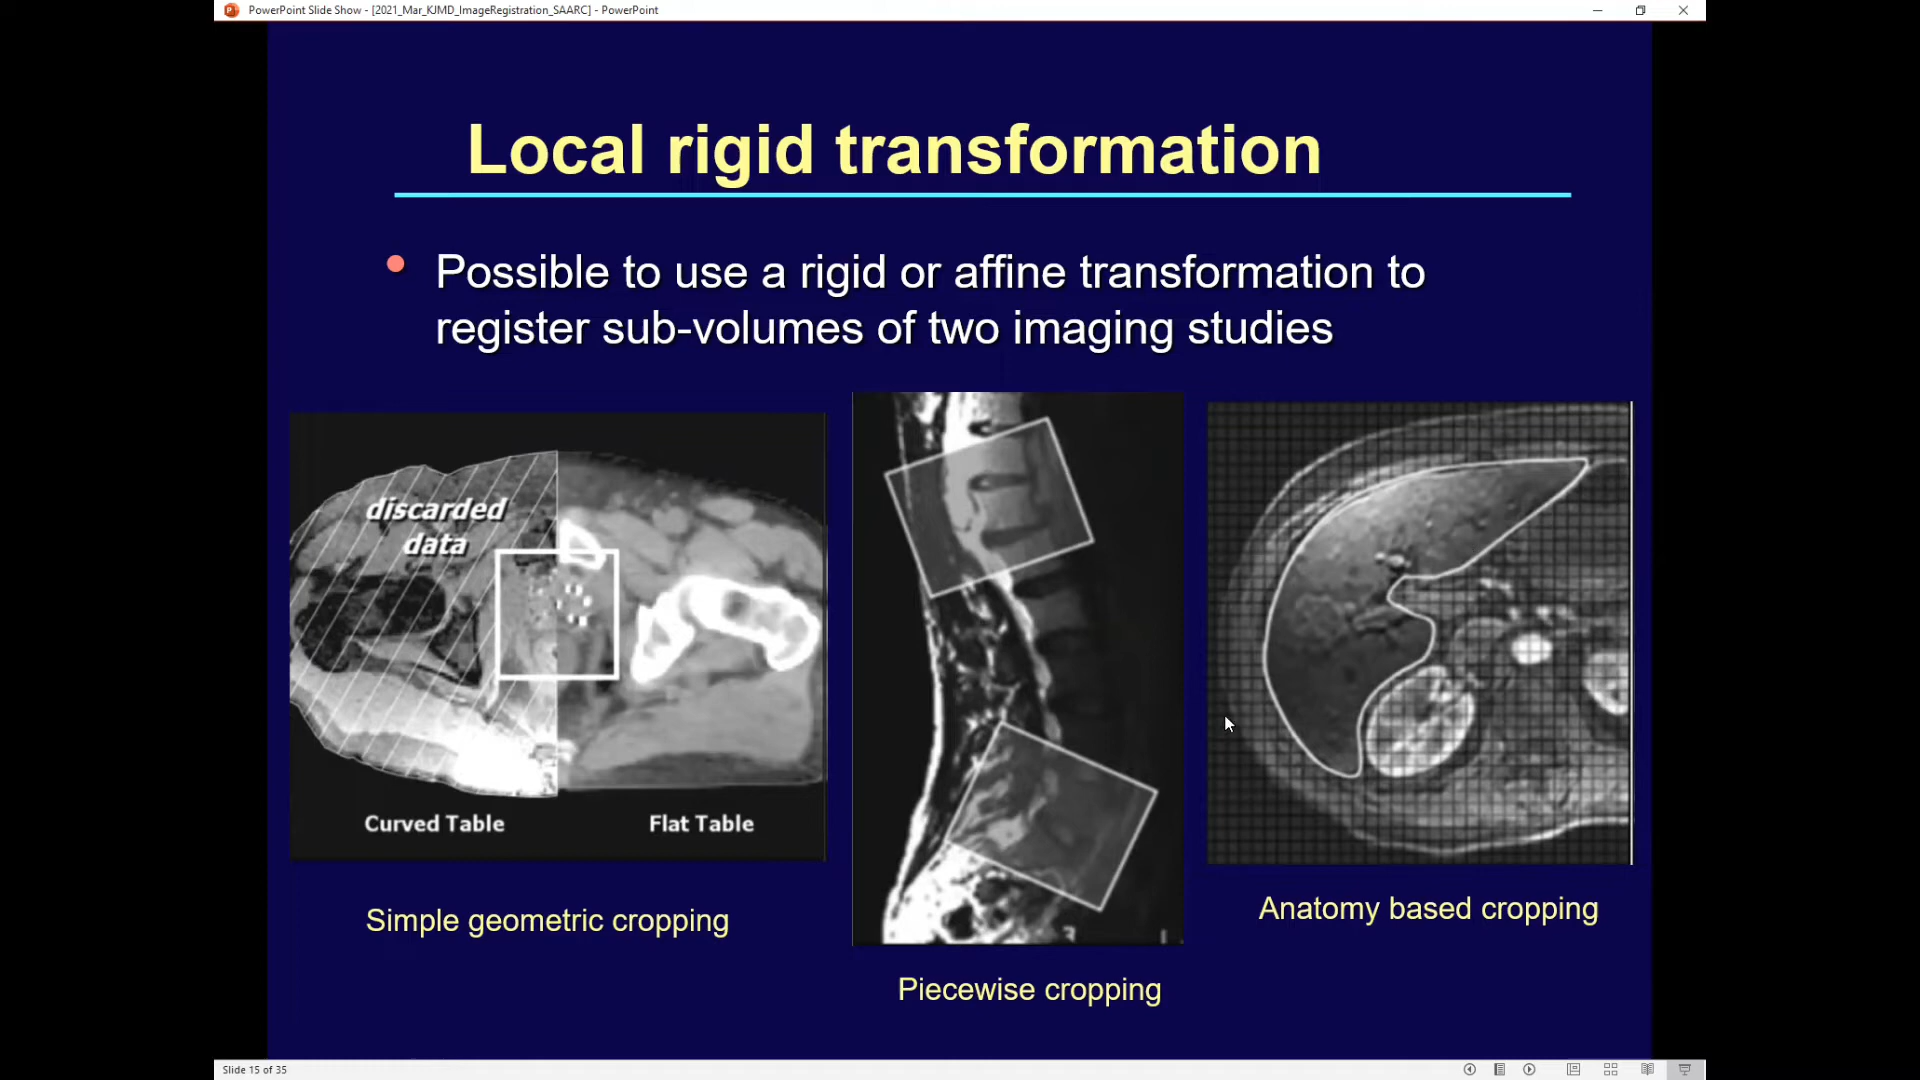 PowerPoint Slide Show - [2021_Mar_KJMD_ImageRegistration_SAARC] - PowerPoint
Local rigid transformation
Possible to use a rigid or affine transformation to
register sub-volumes of two imaging studies
discarded
data
Curved Table
Flat Table
Simple geometric cropping
Piecewise cropping
Anatomy based cropping
Slide 15 of 35